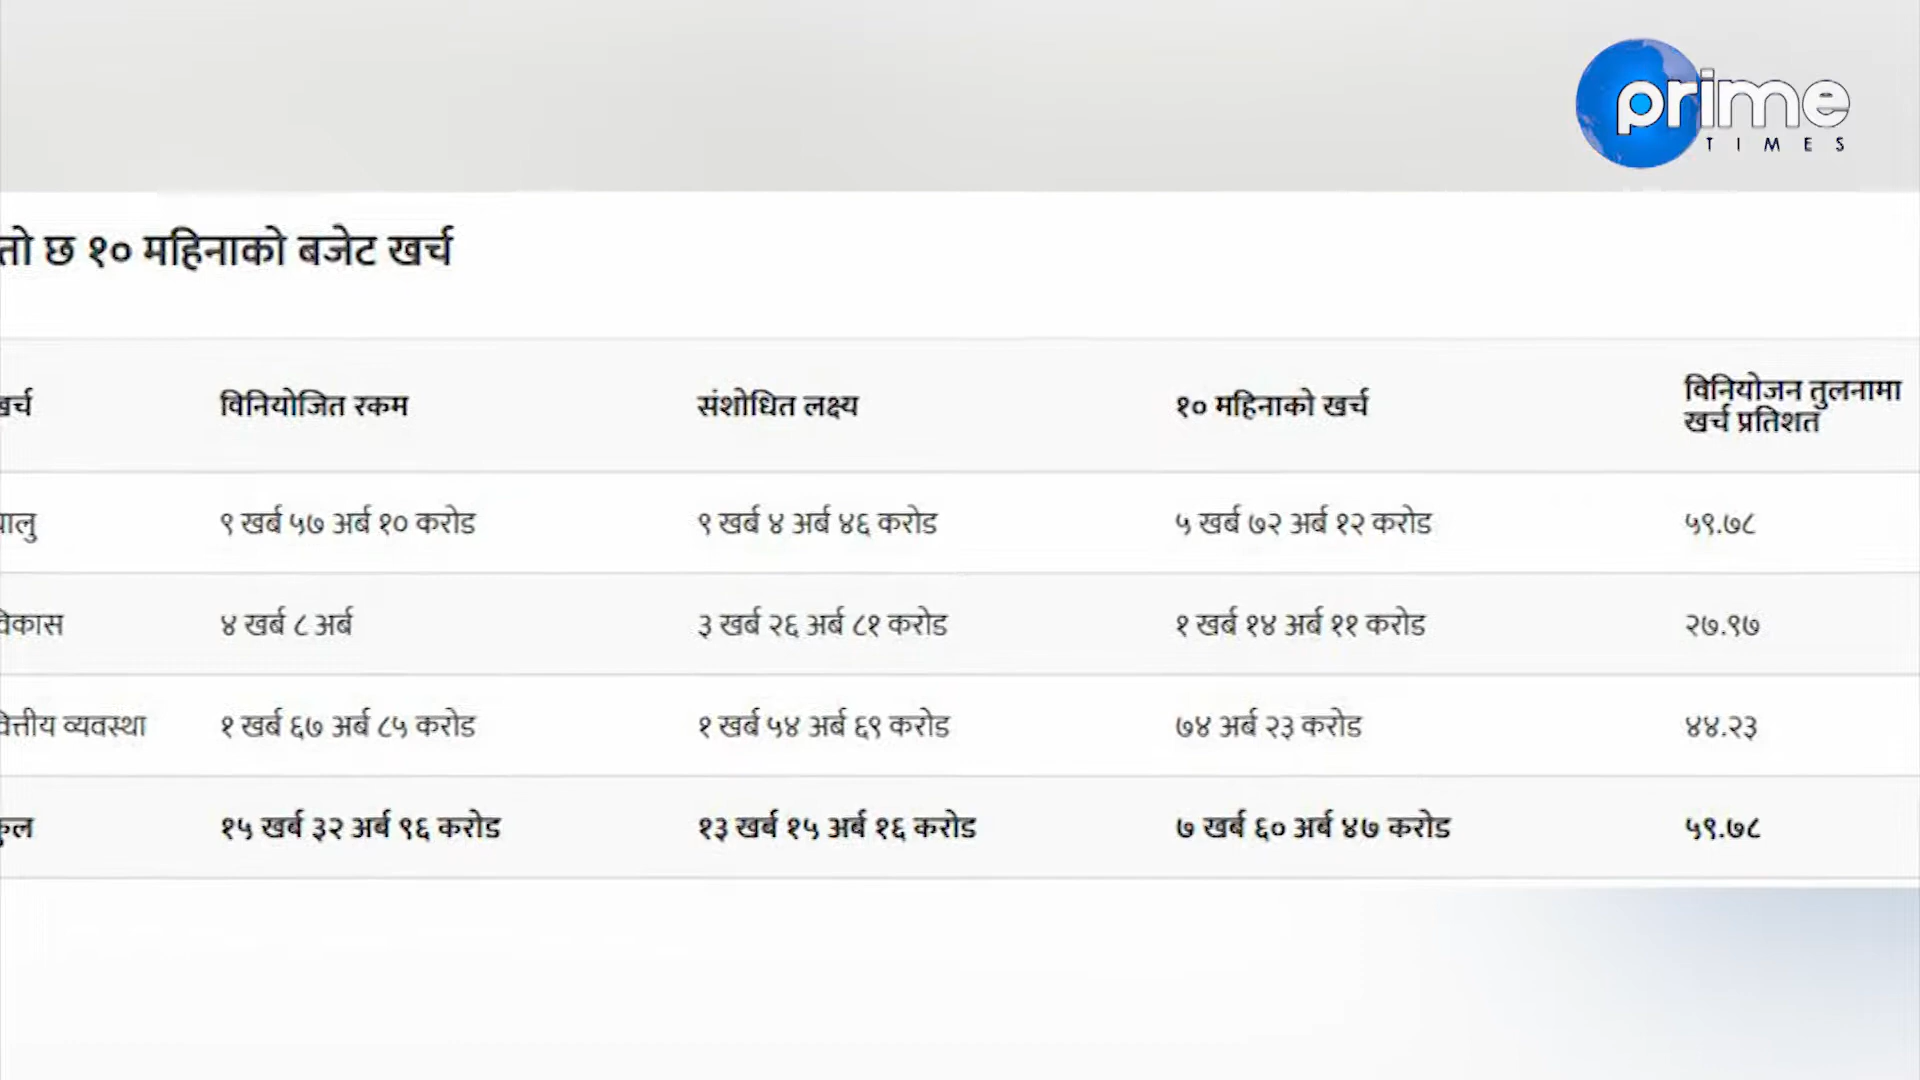 prime
TIMES
तो छ १० महिनाको बजेट खर्च
खर्च विनियोजित रकम संशोधित लक्ष्य १० महिनाको खर्च विनियोजन तुलनामा
खर्च प्रतिशत
चालु ९ खर्ब ५७ अर्ब १० करोड ९ खर्ब ४ अर्ब ४६ करोड ५ खर्ब ७२ अर्ब १२ करोड ५९.७८
विकास ४ खर्ब ८ अर्ब ३ खर्ब २६ अर्ब ८१ करोड १ खर्ब १४ अर्ब ११ करोड २७.९७
वित्तीय व्यवस्था १ खर्ब ६७ अर्ब ८५ करोड १ खर्ब ५४ अर्ब ६९ करोड ७४ अर्ब २३ करोड ४४.२३
कुल १५ खर्ब ३२ अर्ब ९६ करोड १३ खर्ब १५ अर्ब १६ करोड ७ खर्ब ६० अर्ब ४७ करोड ५९.७८